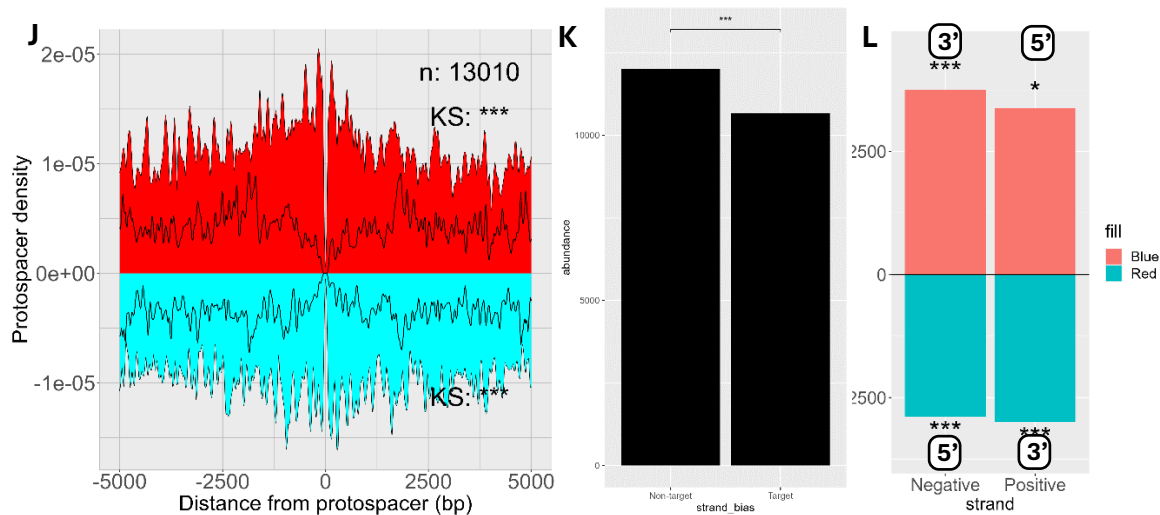 J
2e-05
1e-05
0e+00
-1e-05
Protospacer density
n: 13010
KS: ***
KS: ***
-5000
-2500
0
2500
5000
Distance from protospacer (bp)
K
***
10000
5000
0
abundance
Non-target
Target
strand_bias
L
3’
5’
***
*
2500
0
2500
***
***
5’
3’
Negative
Positive
strand
fill
Blue
Red